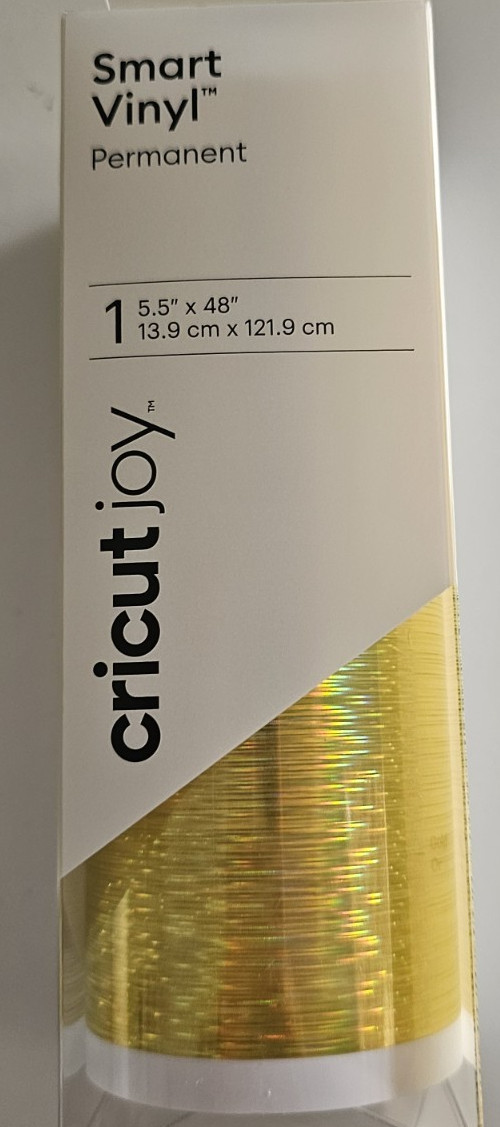 Smart
Vinyl™
Permanent
1 5.5" x 48"
13.9 cm x 121.9 cm
cricut joy™